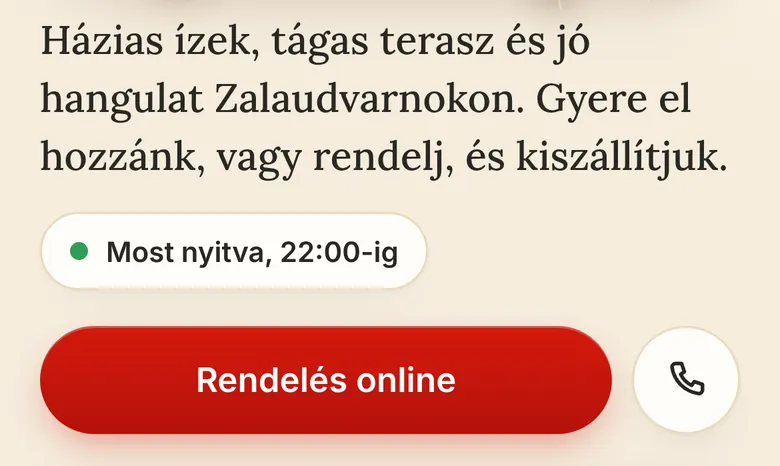 Házias ízek, tágas terasz és jó
hangulat Zalaudvarnokon. Gyere el
hozzánk, vagy rendelj, és kiszállítjuk.
Most nyitva, 22:00-ig
Rendelés online